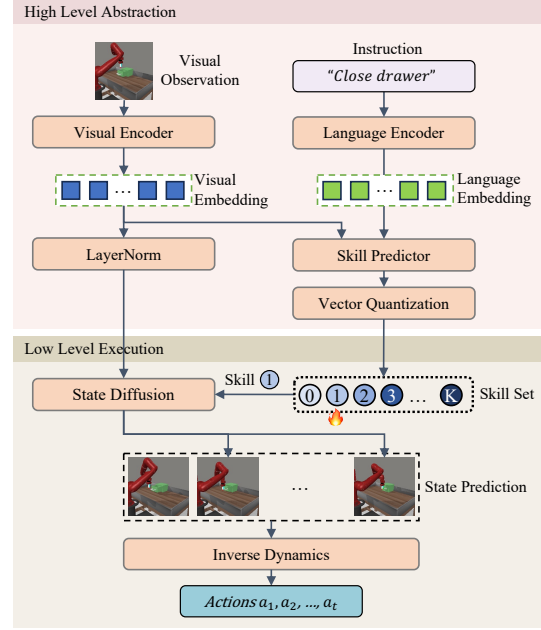 High Level Abstraction
Visual
Observation
Instruction
“Close drawer”
Visual Encoder
Language Encoder
...
Visual
Embedding
...
Language
Embedding
LayerNorm
Skill Predictor
Vector Quantization
Low Level Execution
Skill 1
State Diffusion
0 1 2 3 ... K
Skill Set
...
State Prediction
Inverse Dynamics
Actions a₁, a₂, ..., aₜ